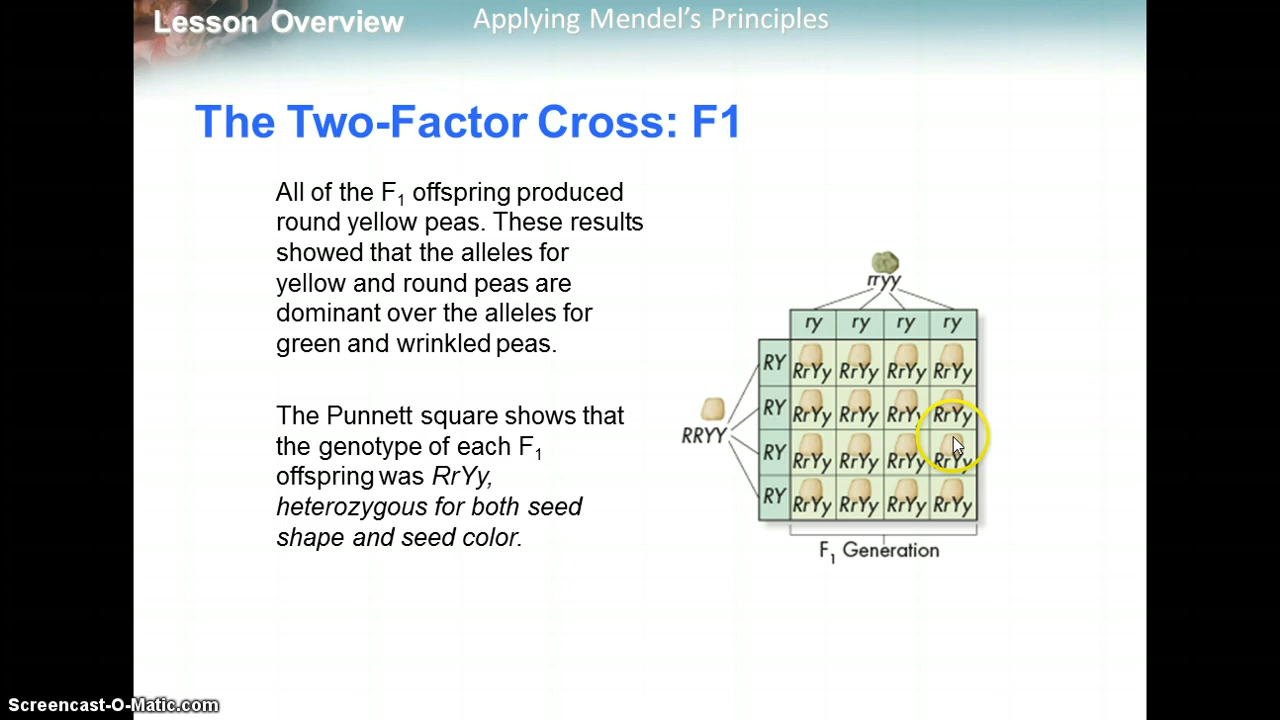 Lesson Overview Applying Mendel's Principles
The Two-Factor Cross: F1
All of the F1 offspring produced
round yellow peas. These results
showed that the alleles for
yellow and round peas are
dominant over the alleles for
green and wrinkled peas.
The Punnett square shows that
the genotype of each F1
offspring was RrYy,
heterozygous for both seed
shape and seed color.
rryy
ry ry ry ry
RY RrYy RrYy RrYy RrYy
RY RrYy RrYy RrYy RrYy
RRYY
RY RrYy RrYy RrYy RrYy
RY RrYy RrYy RrYy RrYy
F1 Generation
Screencast-O-Matic.com